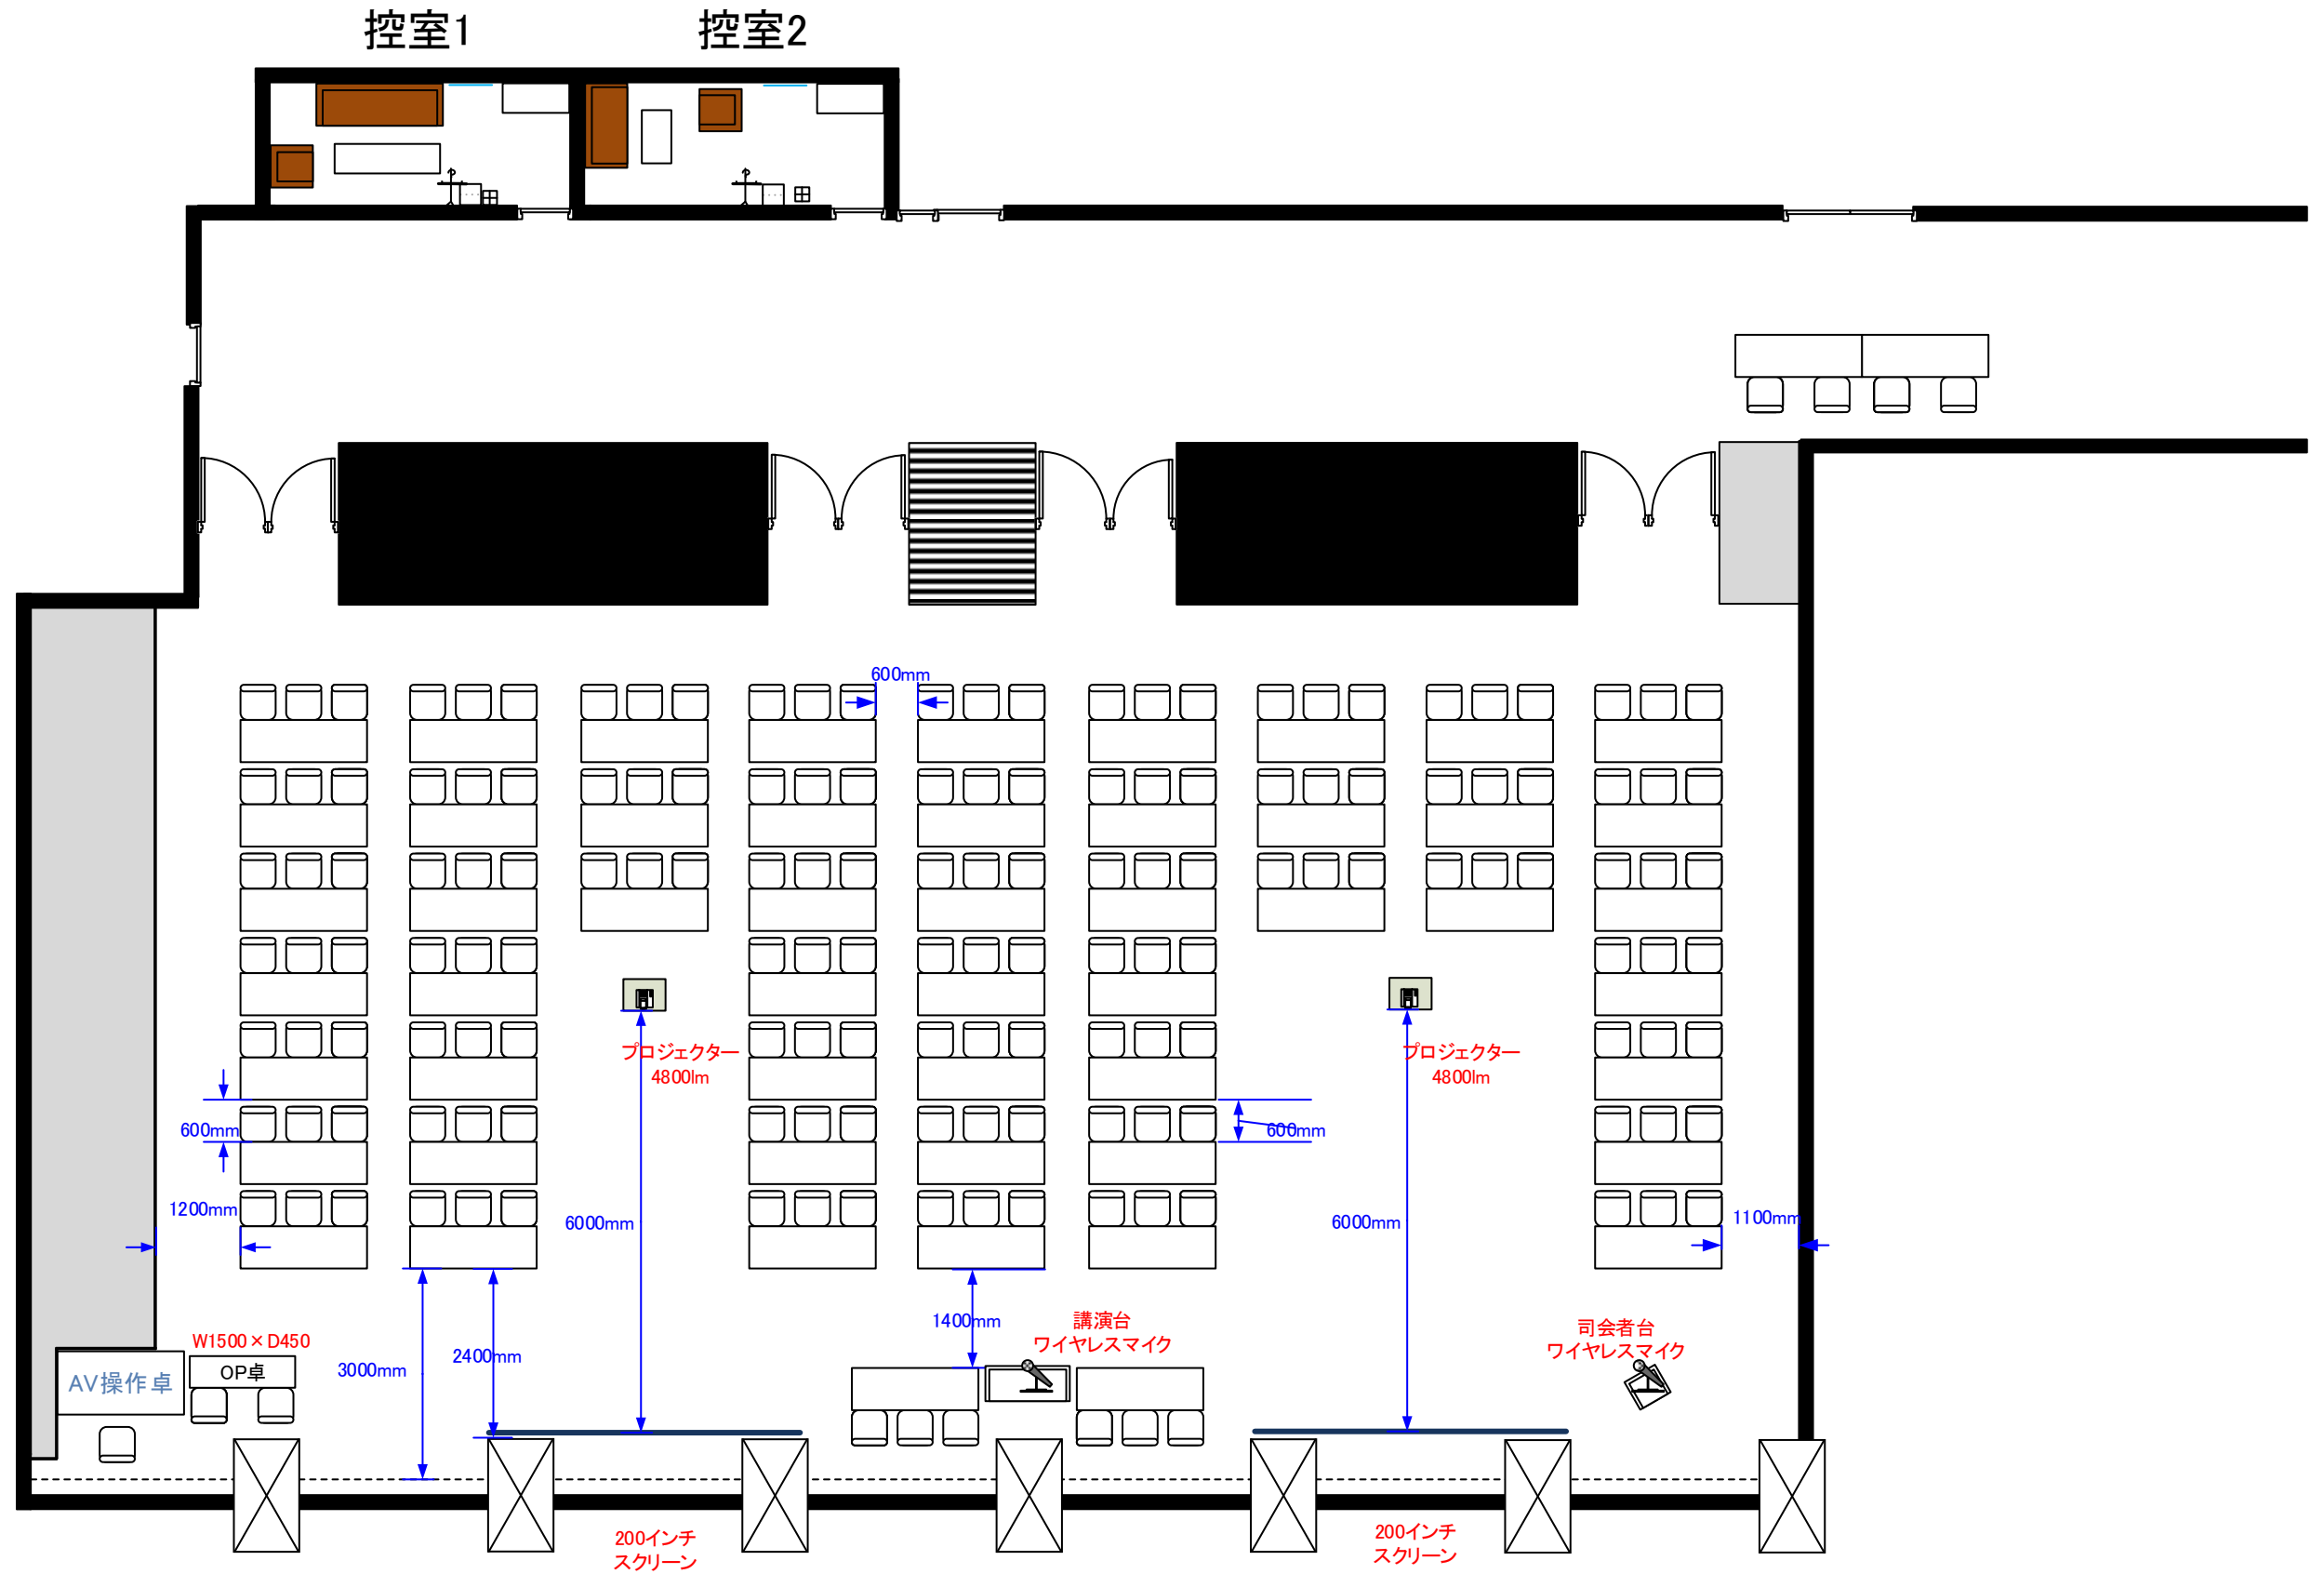 控室1
控室2
600mm
プロジェクター
4800lm
プロジェクター
4800lm
600mm
600mm
1200mm
6000mm
6000mm
1100mm
1400mm
講演台
ワイヤレスマイク
司会者台
ワイヤレスマイク
W1500×D450
OP卓
AV操作卓
3000mm
2400mm
200インチ
スクリーン
200インチ
スクリーン